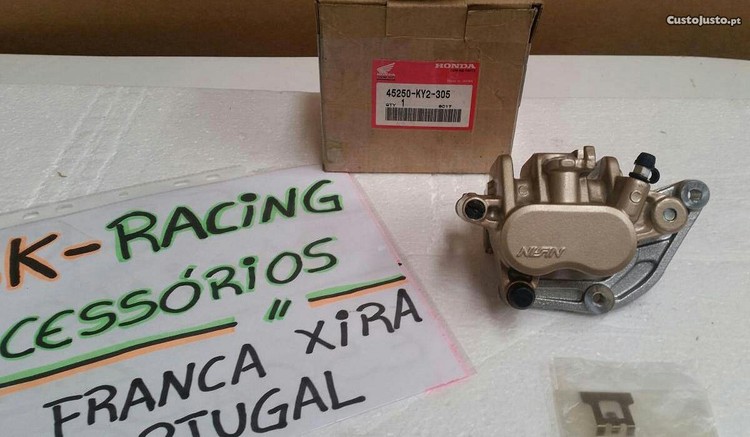 CustoJusto.pt
HONDA
45250-KY2-305
QTY 1
NISSIN
K-RACING
CESSÓRIOS
"
FRANCA XIRA
RTUGAL